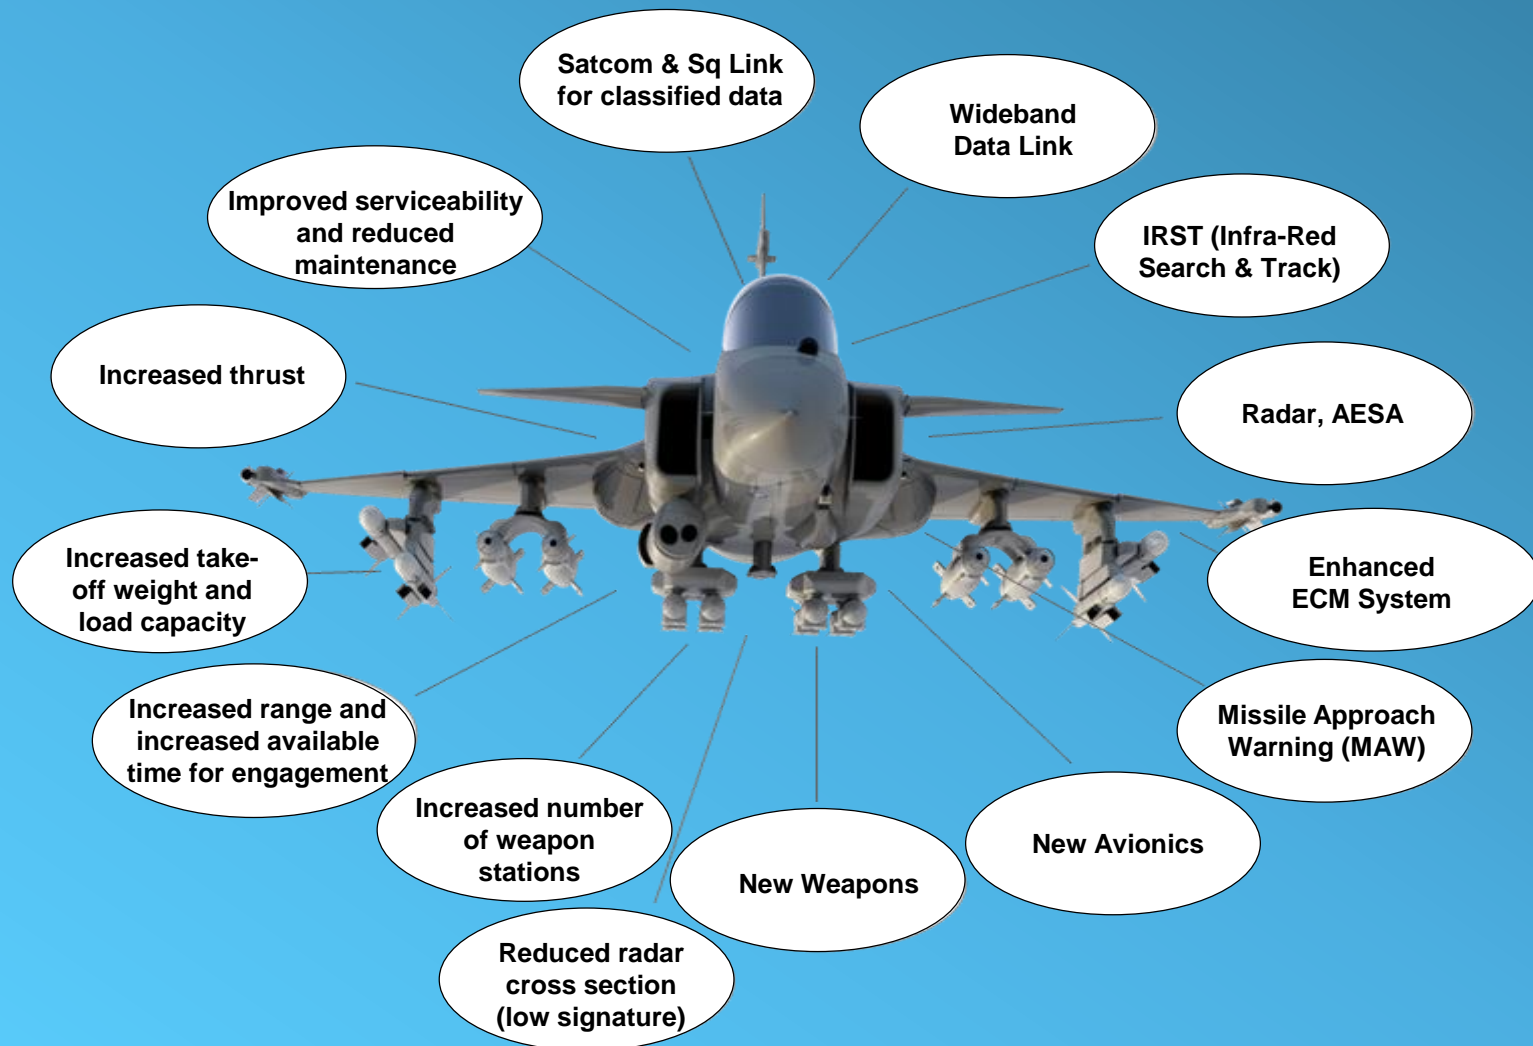 Satcom & Sq Link
for classified data
Wideband
Data Link
Improved serviceability
and reduced
maintenance
IRST (Infra-Red
Search & Track)
Increased thrust
Radar, AESA
Increased take-
off weight and
load capacity
Enhanced
ECM System
Increased range and
increased available
time for engagement
Missile Approach
Warning (MAW)
Increased number
of weapon
stations
New Avionics
New Weapons
Reduced radar
cross section
(low signature)